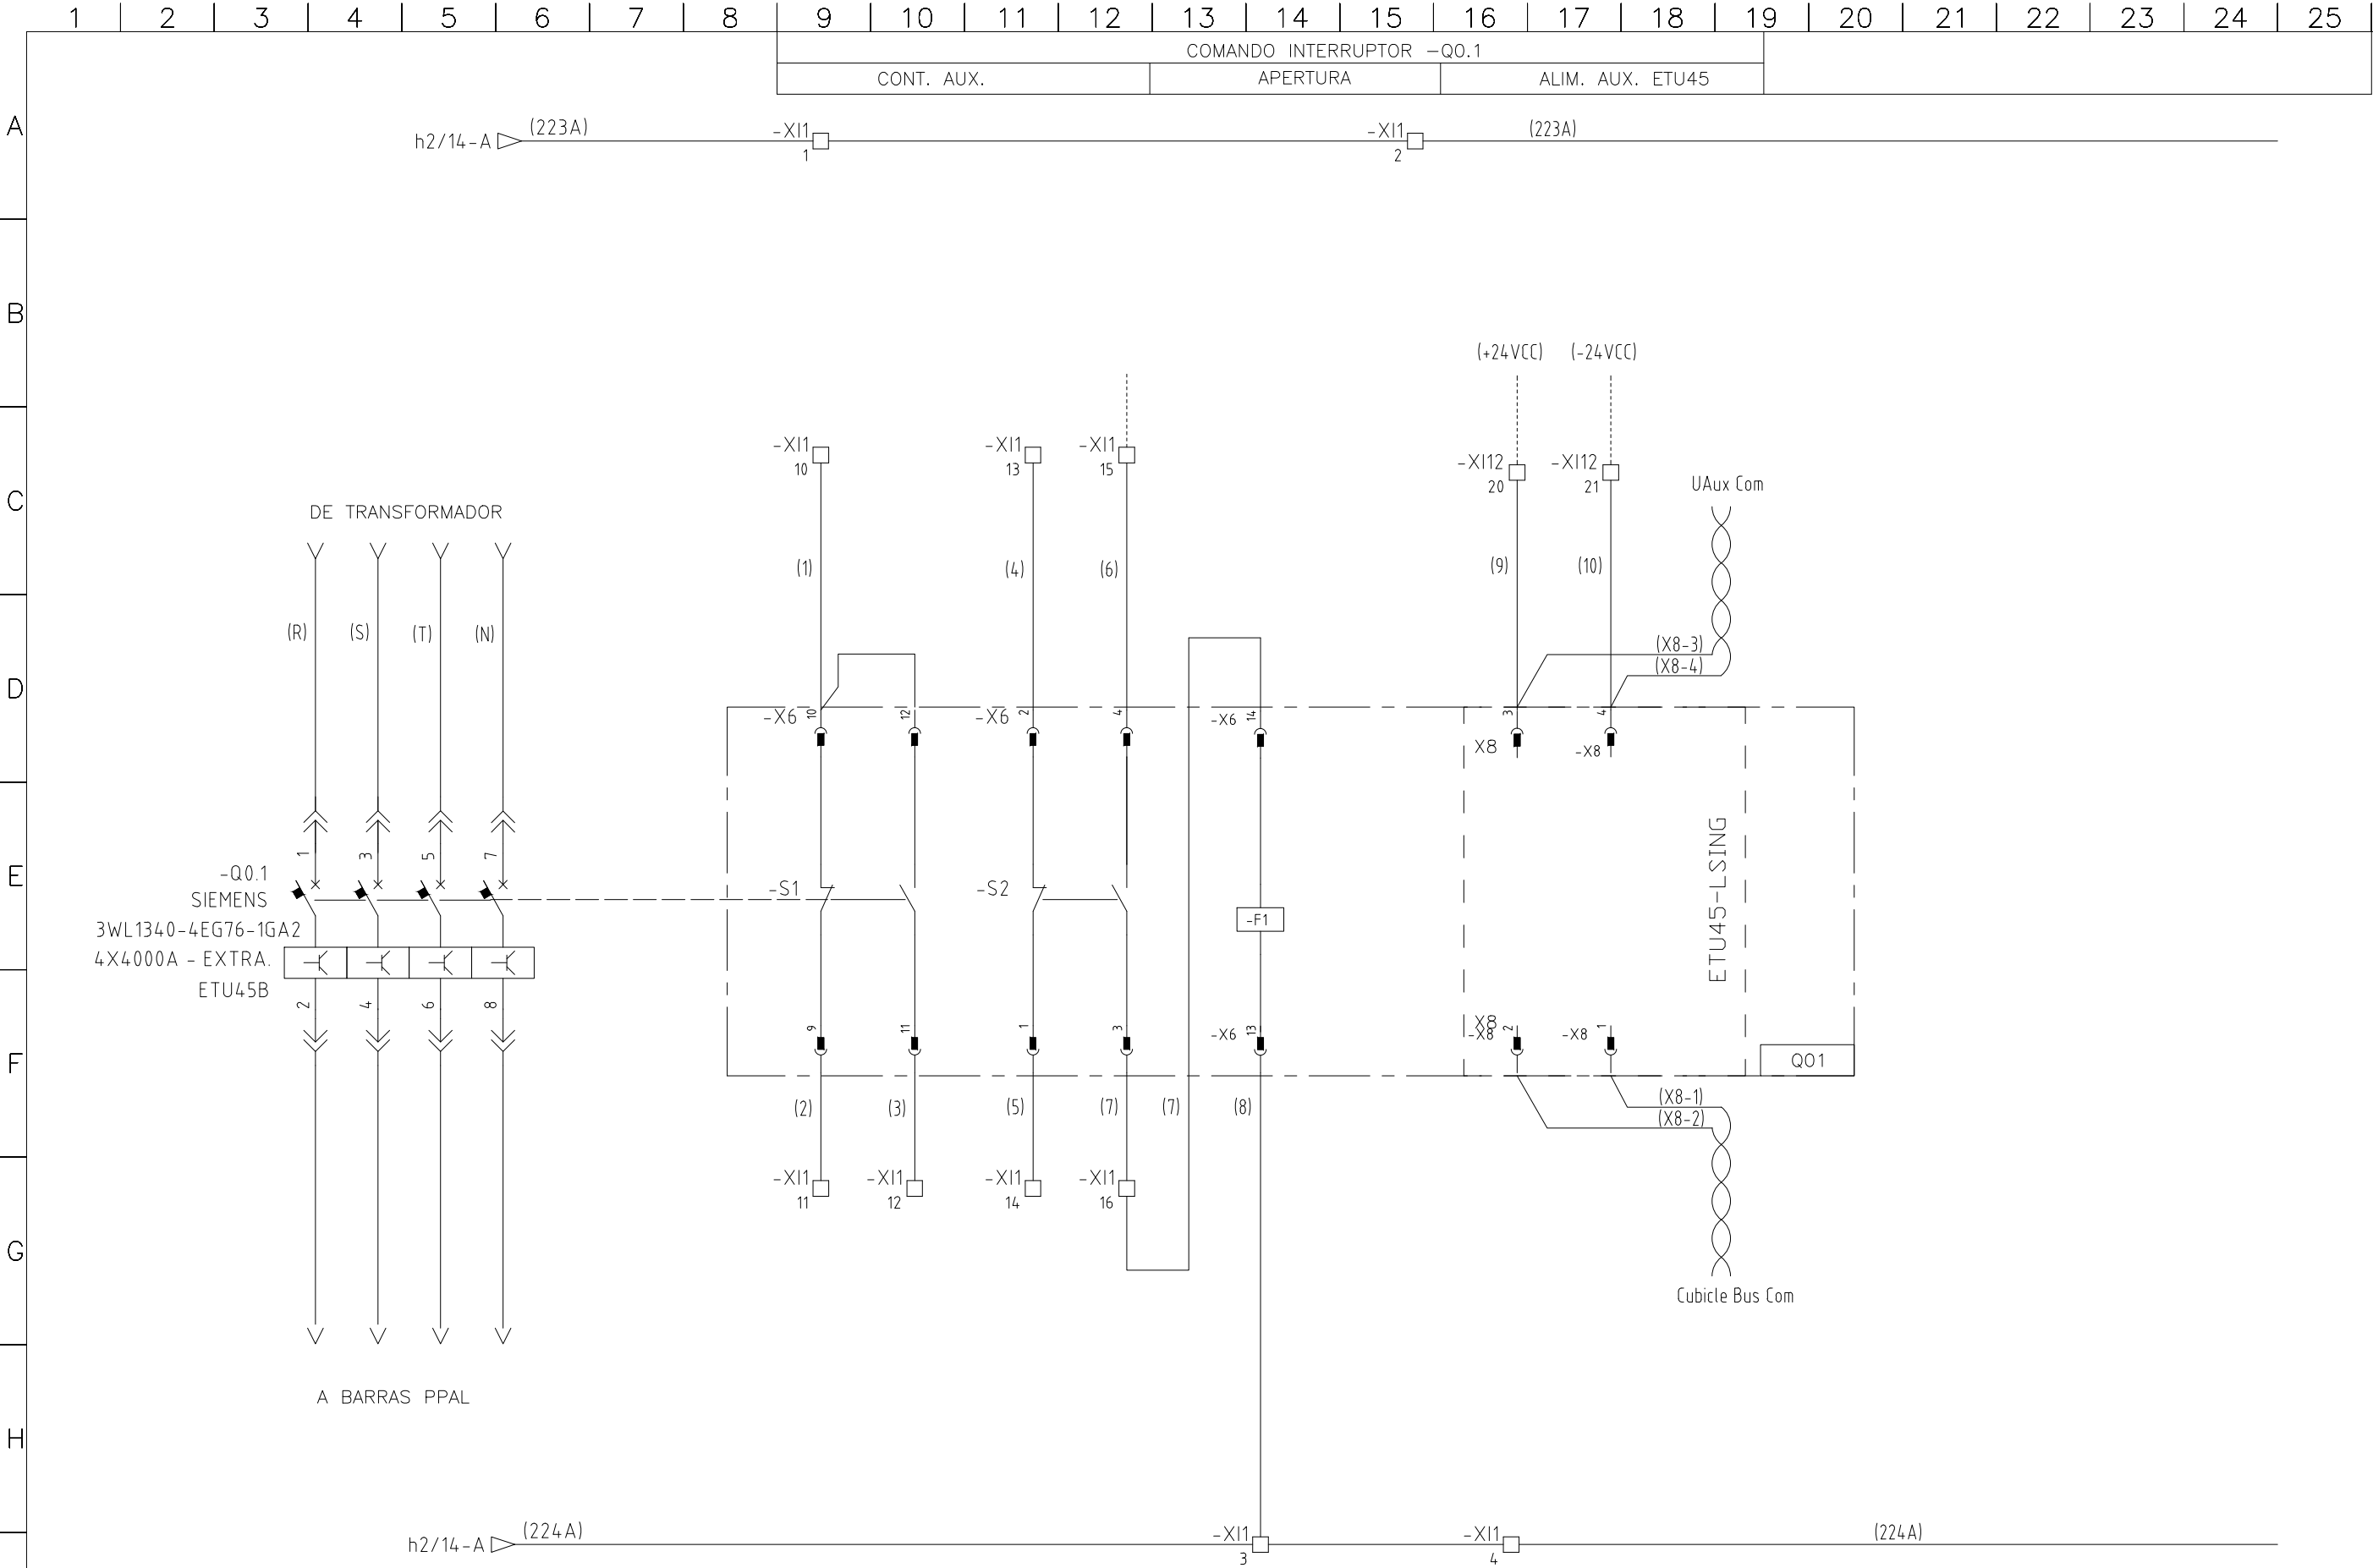 1 2 3 4 5 6 7 8 9 10 11 12 13 14 15 16 17 18 19 20 21 22 23 24 25
COMANDO INTERRUPTOR -Q0.1
CONT. AUX. APERTURA ALIM. AUX. ETU45
A
h2/14-A (223A) -XI1 1 -XI1 2 (223A)
B
(+24VCC) (-24VCC)
C
-XI1 10 -XI1 13 -XI1 15 -XI12 20 -XI12 21
UAux Com
DE TRANSFORMADOR
(1) (4) (6) (9) (10)
(R) (S) (T) (N)
(X8-3)
(X8-4)
D
-X6 10 12 -X6 2 4 -X6 14 3 4
X8 -X8
E
1 3 5 7
-Q0.1
SIEMENS
3WL1340-4EG76-1GA2
4X4000A - EXTRA.
ETU45B
-S1 -S2
-F1
ETU45-LSING
2 4 6 8
F
9 11 1 3 -X6 13 X8 -X8 2 -X8 1
Q01
(2) (3) (5) (7) (7) (8)
(X8-1)
(X8-2)
-XI1 11 -XI1 12 -XI1 14 -XI1 16
G
Cubicle Bus Com
A BARRAS PPAL
H
h2/14-A (224A) -XI1 3 -XI1 4 (224A)